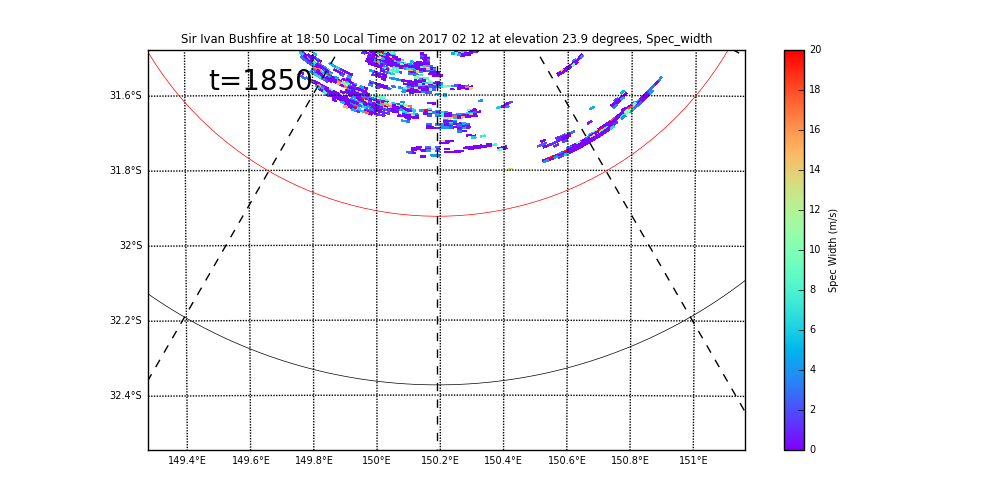 Sir Ivan Bushfire at 18:50 Local Time on 2017 02 12 at elevation 23.9 degrees, Spec_width
t=1850
31.6°S
31.8°S
32°S
32.2°S
32.4°S
149.4°E 149.6°E 149.8°E 150°E 150.2°E 150.4°E 150.6°E 150.8°E 151°E
20
18
16
14
12
10
8
6
4
2
0
Spec Width (m/s)